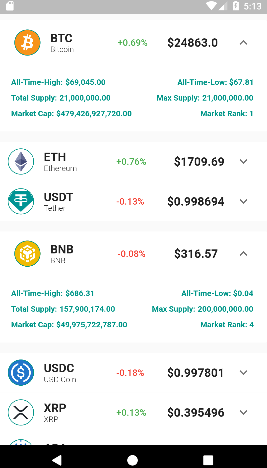 5:13
BTC +0.69% $24863.0
Bitcoin
All-Time-High: $69,045.00 All-Time-Low: $67.81
Total Supply: 21,000,000.00 Max Supply: 21,000,000.00
Market Cap: $479,426,927,720.00 Market Rank: 1
ETH +0.76% $1709.69
Ethereum
USDT -0.13% $0.998694
Tether
BNB -0.08% $316.57
BNB
All-Time-High: $686.31 All-Time-Low: $0.04
Total Supply: 157,900,174.00 Max Supply: 200,000,000.00
Market Cap: $49,975,722,787.00 Market Rank: 4
USDC -0.18% $0.997801
USD Coin
XRP +0.13% $0.395496
XRP